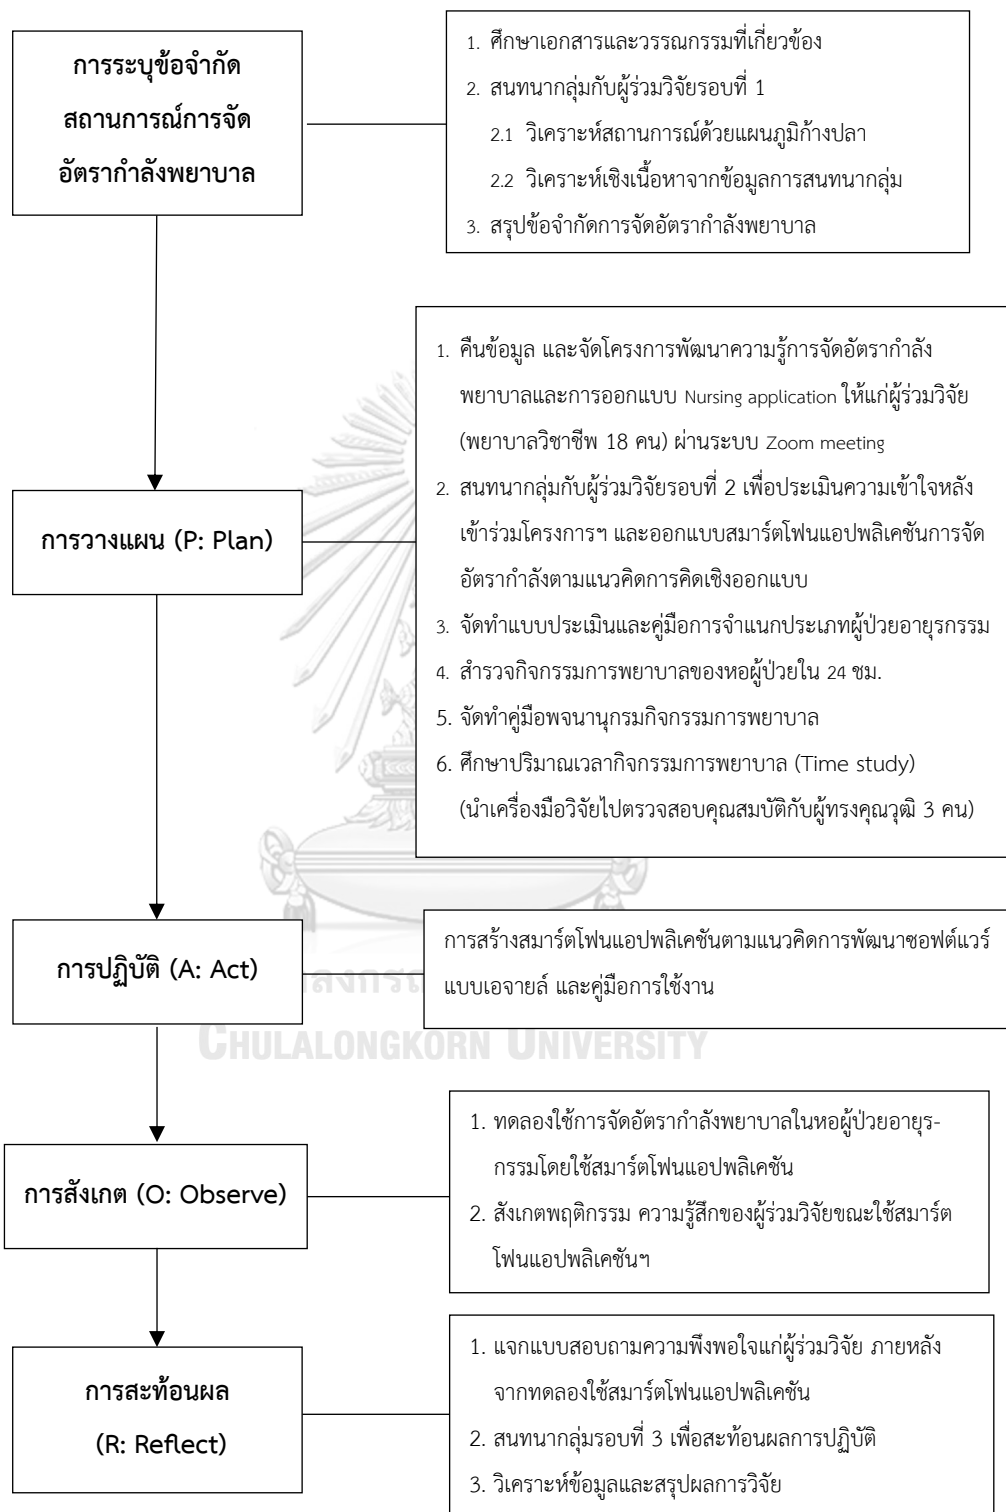 การระบุข้อจำกัด
สถานการณ์การจัด
อัตรากำลังพยาบาล
1. ศึกษาเอกสารและวรรณกรรมที่เกี่ยวข้อง
2. สนทนากลุ่มกับผู้ร่วมวิจัยรอบที่ 1
2.1 วิเคราะห์สถานการณ์ด้วยแผนภูมิก้างปลา
2.2 วิเคราะห์เชิงเนื้อหาจากข้อมูลการสนทนากลุ่ม
3. สรุปข้อจำกัดการจัดอัตรากำลังพยาบาล
การวางแผน (P: Plan)
1. คืนข้อมูล และจัดโครงการพัฒนาความรู้การจัดอัตรากำลัง
พยาบาลและการออกแบบ Nursing application ให้แก่ผู้ร่วมวิจัย
(พยาบาลวิชาชีพ 18 คน) ผ่านระบบ Zoom meeting
2. สนทนากลุ่มกับผู้ร่วมวิจัยรอบที่ 2 เพื่อประเมินความเข้าใจหลัง
เข้าร่วมโครงการฯ และออกแบบสมาร์ตโฟนแอปพลิเคชันการจัด
อัตรากำลังตามแนวคิดการคิดเชิงออกแบบ
3. จัดทำแบบประเมินและคู่มือการจำแนกประเภทผู้ป่วยอายุรกรรม
4. สำรวจกิจกรรมการพยาบาลของหอผู้ป่วยใน 24 ชม.
5. จัดทำคู่มือพจนานุกรมกิจกรรมการพยาบาล
6. ศึกษาปริมาณเวลากิจกรรมการพยาบาล (Time study)
(นำเครื่องมือวิจัยไปตรวจสอบคุณสมบัติกับผู้ทรงคุณวุฒิ 3 คน)
การปฏิบัติ (A: Act)
การสร้างสมาร์ตโฟนแอปพลิเคชันตามแนวคิดการพัฒนาซอฟต์แวร์
แบบเอจายล์ และคู่มือการใช้งาน
CHULALONGKORN UNIVERSITY
การสังเกต (O: Observe)
1. ทดลองใช้การจัดอัตรากำลังพยาบาลในหอผู้ป่วยอายุร-
กรรมโดยใช้สมาร์ตโฟนแอปพลิเคชัน
2. สังเกตพฤติกรรม ความรู้สึกของผู้ร่วมวิจัยขณะใช้สมาร์ต
โฟนแอปพลิเคชันฯ
การสะท้อนผล
(R: Reflect)
1. แจกแบบสอบถามความพึงพอใจแก่ผู้ร่วมวิจัย ภายหลัง
จากทดลองใช้สมาร์ตโฟนแอปพลิเคชัน
2. สนทนากลุ่มรอบที่ 3 เพื่อสะท้อนผลการปฏิบัติ
3. วิเคราะห์ข้อมูลและสรุปผลการวิจัย